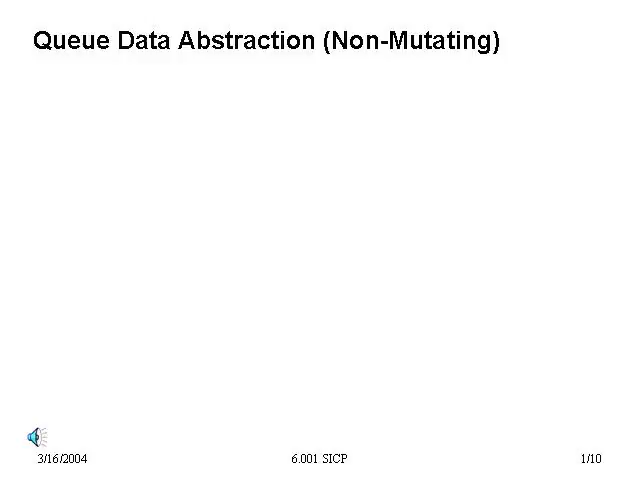 Queue Data Abstraction (Non-Mutating)
3/16/2004
6.001 SICP
1/10